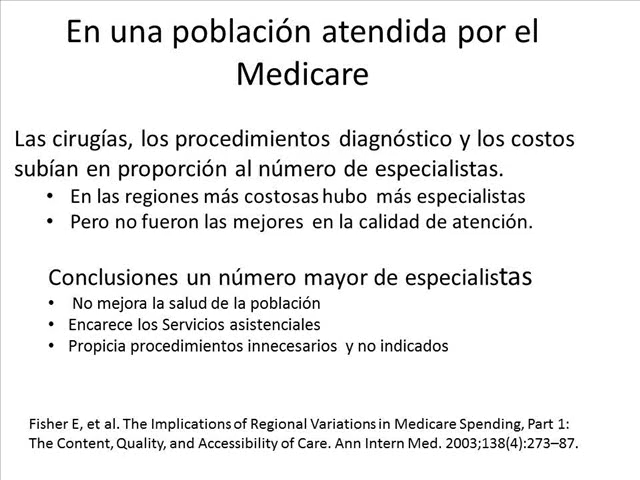 En una población atendida por el
Medicare
Las cirugías, los procedimientos diagnóstico y los costos
subían en proporción al número de especialistas.
• En las regiones más costosas hubo más especialistas
• Pero no fueron las mejores en la calidad de atención.
Conclusiones un número mayor de especialistas
• No mejora la salud de la población
• Encarece los Servicios asistenciales
• Propicia procedimientos innecesarios y no indicados
Fisher E, et al. The Implications of Regional Variations in Medicare Spending, Part 1:
The Content, Quality, and Accessibility of Care. Ann Intern Med. 2003;138(4):273–87.